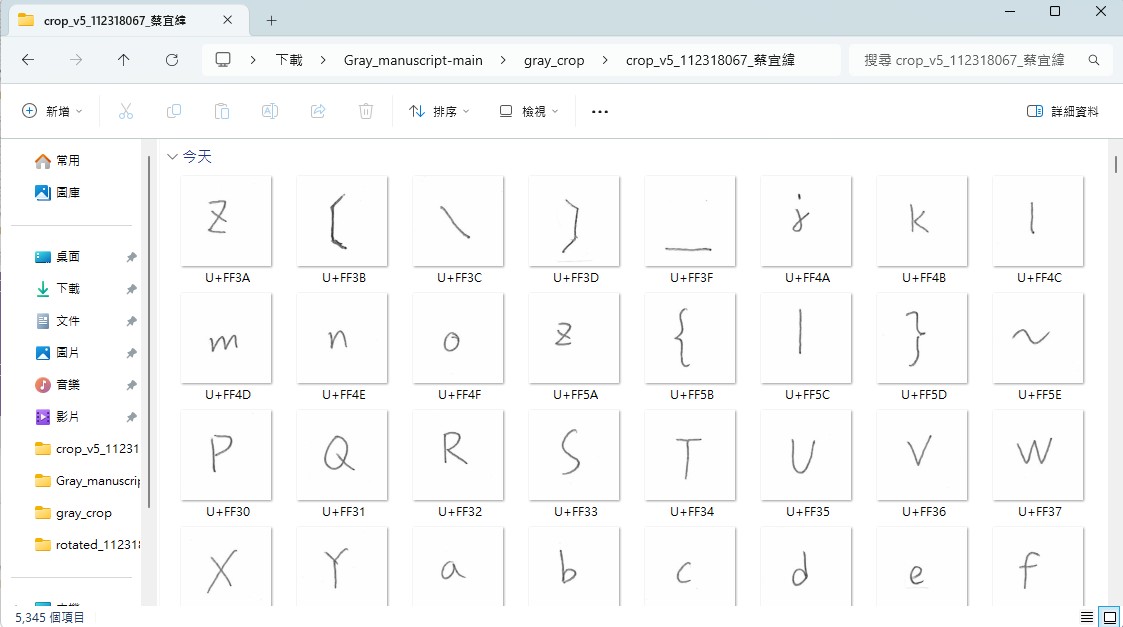 crop_v5_112318067_蔡宜緯
下載 > Gray_manuscript-main > gray_crop > crop_v5_112318067_蔡宜緯
搜尋 crop_v5_112318067_蔡宜緯
新增 排序 檢視 ... 詳細資料
常用
圖庫
桌面
下載
文件
圖片
音樂
影片
crop_v5_11231
Gray_manuscrip
gray_crop
rotated_11231
今天
Z [ \ ] _ j k l
U+FF3A U+FF3B U+FF3C U+FF3D U+FF3F U+FF4A U+FF4B U+FF4C
m n o z { | } ~
U+FF4D U+FF4E U+FF4F U+FF5A U+FF5B U+FF5C U+FF5D U+FF5E
P Q R S T U V W
U+FF30 U+FF31 U+FF32 U+FF33 U+FF34 U+FF35 U+FF36 U+FF37
X Y a b c d e f
5,345 個項目